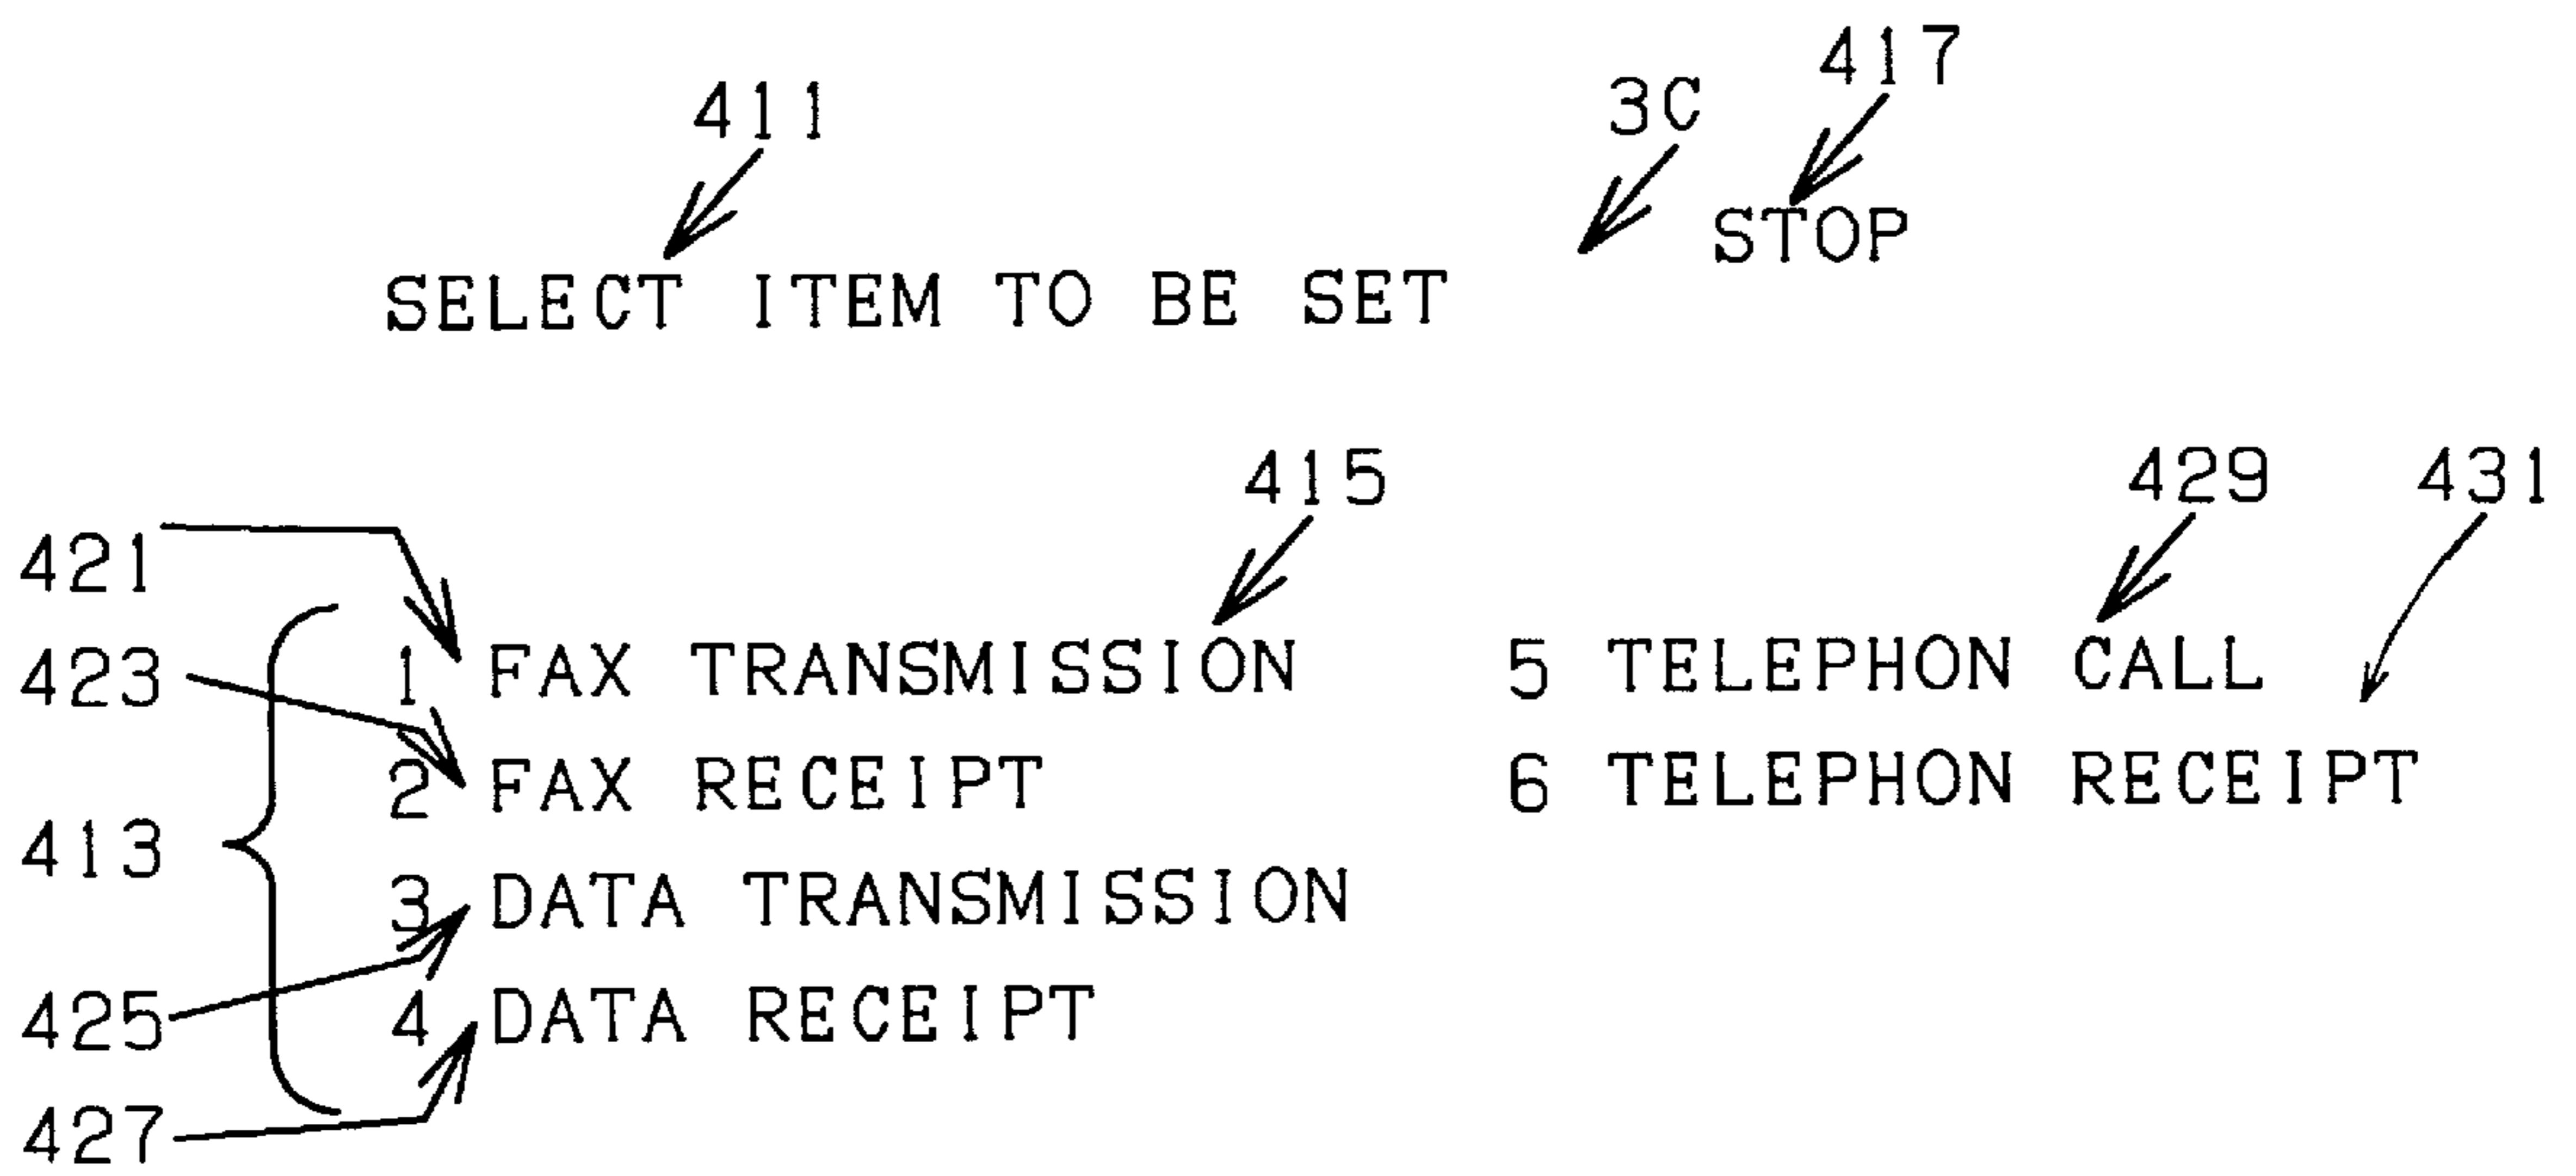 417
411 3C
STOP
SELECT ITEM TO BE SET
415 429 431
421
1 FAX TRANSMISSION 5 TELEPHON CALL
423
2 FAX RECEIPT 6 TELEPHON RECEIPT
413
3 DATA TRANSMISSION
425 4 DATA RECEIPT
427